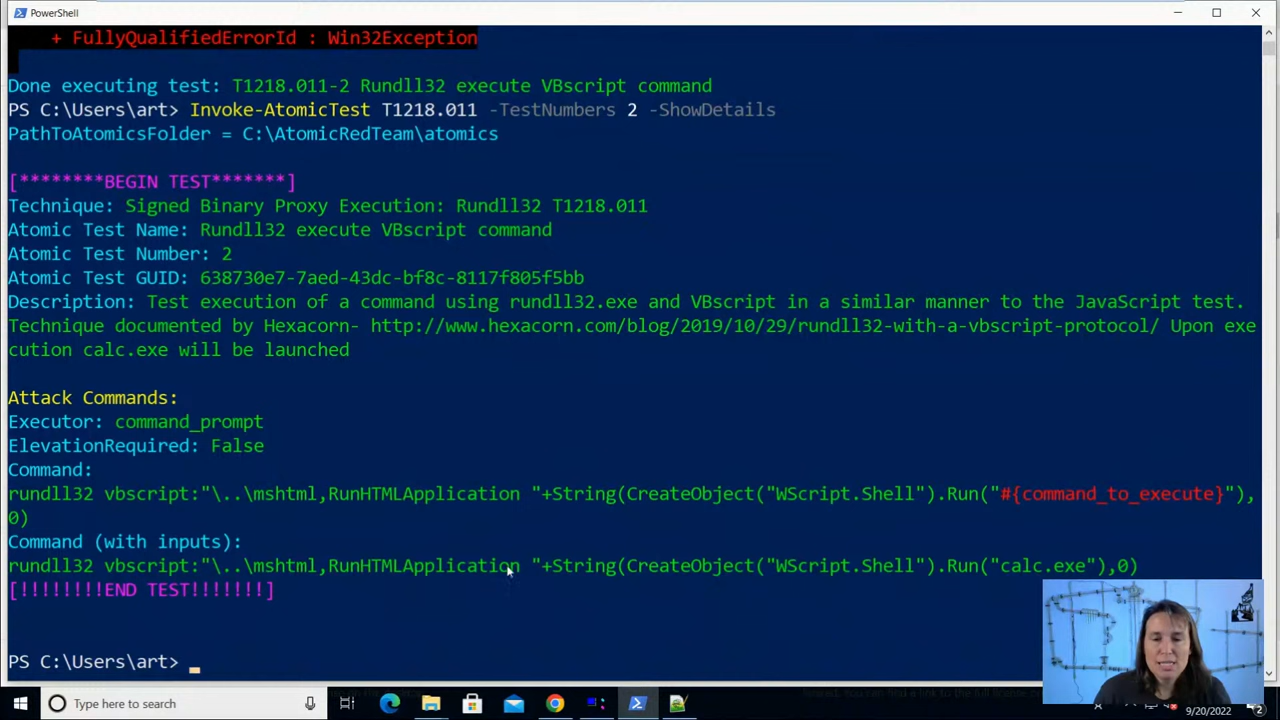 PowerShell
+ FullyQualifiedErrorId : Win32Exception
Done executing test: T1218.011-2 Rundll32 execute VBscript command
PS C:\Users\art> Invoke-AtomicTest T1218.011 -TestNumbers 2 -ShowDetails
PathToAtomicsFolder = C:\AtomicRedTeam\atomics
[********BEGIN TEST*******]
Technique: Signed Binary Proxy Execution: Rundll32 T1218.011
Atomic Test Name: Rundll32 execute VBscript command
Atomic Test Number: 2
Atomic Test GUID: 638730e7-7aed-43dc-bf8c-8117f805f5bb
Description: Test execution of a command using rundll32.exe and VBscript in a similar manner to the JavaScript test.
Technique documented by Hexacorn- http://www.hexacorn.com/blog/2019/10/29/rundll32-with-a-vbscript-protocol/ Upon exe
cution calc.exe will be launched
Attack Commands:
Executor: command_prompt
ElevationRequired: False
Command:
rundll32 vbscript:"\..\mshtml,RunHTMLApplication "+String(CreateObject("WScript.Shell").Run("#{command_to_execute}"),
0)
Command (with inputs):
rundll32 vbscript:"\..\mshtml,RunHTMLApplication "+String(CreateObject("WScript.Shell").Run("calc.exe"),0)
[!!!!!!!!END TEST!!!!!!!]
PS C:\Users\art>
Type here to search
9/20/2022
2